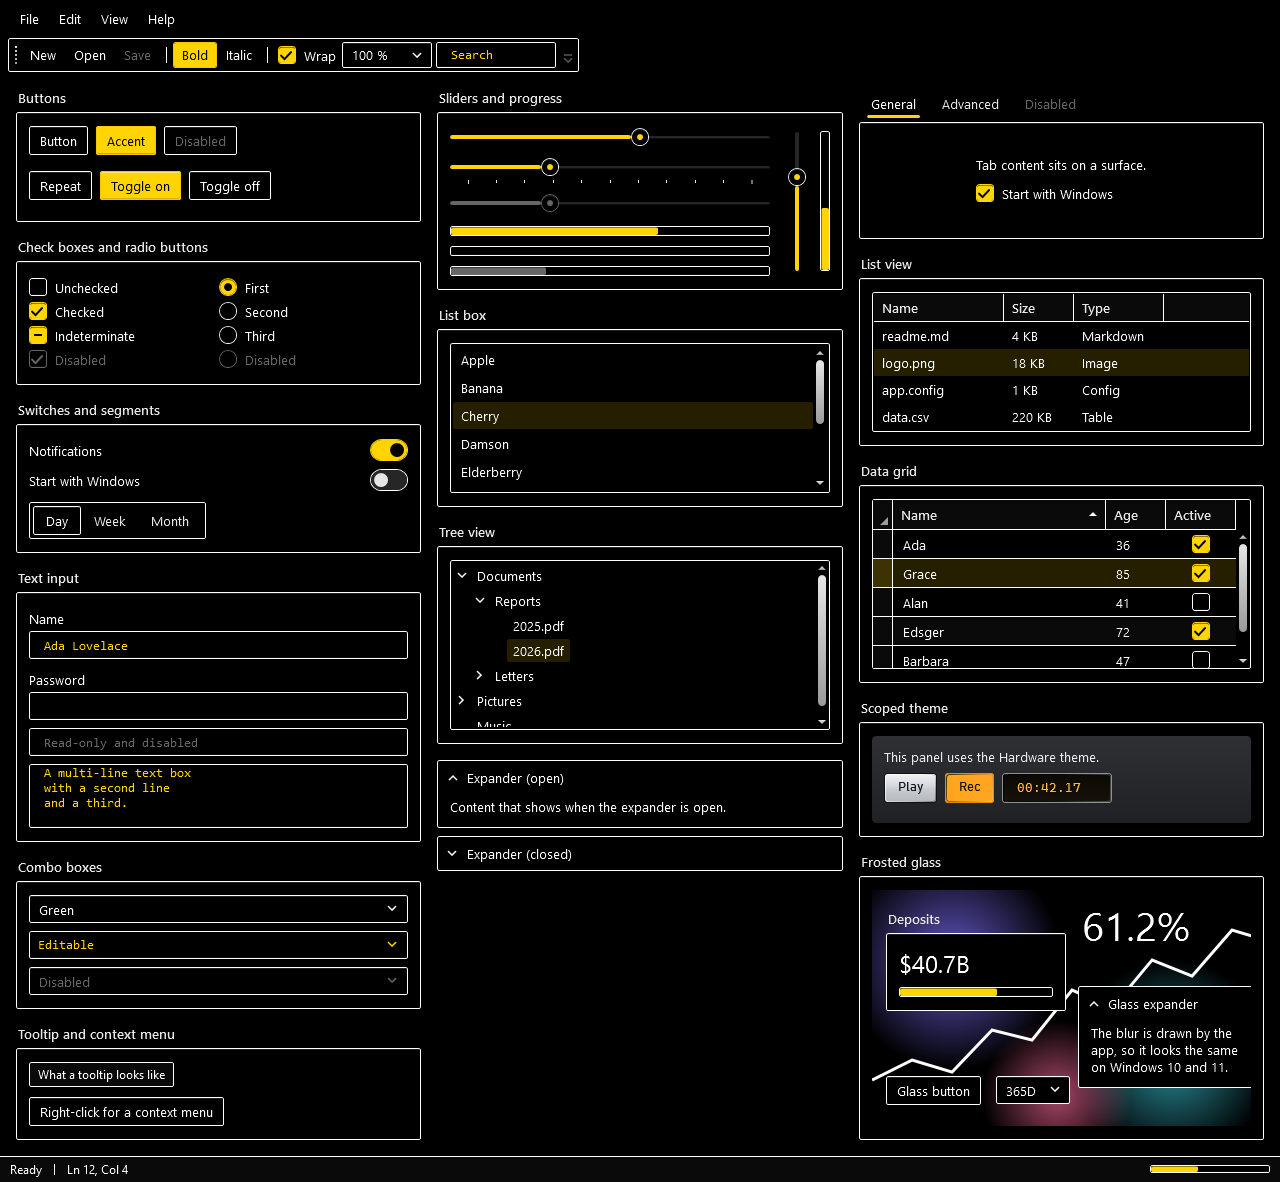 File Edit View Help
New Open Save Bold Italic Wrap 100 % Search
Buttons
Button Accent Disabled
Repeat Toggle on Toggle off
Check boxes and radio buttons
Unchecked First
Checked Second
Indeterminate Third
Disabled Disabled
Switches and segments
Notifications
Start with Windows
Day Week Month
Text input
Name
Ada Lovelace
Password
Read-only and disabled
A multi-line text box
with a second line
and a third.
Combo boxes
Green
Editable
Disabled
Tooltip and context menu
What a tooltip looks like
Right-click for a context menu
Sliders and progress
List box
Apple
Banana
Cherry
Damson
Elderberry
Tree view
Documents
Reports
2025.pdf
2026.pdf
Letters
Pictures
Music
Expander (open)
Content that shows when the expander is open.
Expander (closed)
General Advanced Disabled
Tab content sits on a surface.
Start with Windows
List view
Name Size Type
readme.md 4 KB Markdown
logo.png 18 KB Image
app.config 1 KB Config
data.csv 220 KB Table
Data grid
Name Age Active
Ada 36
Grace 85
Alan 41
Edsger 72
Barbara 47
Scoped theme
This panel uses the Hardware theme.
Play Rec 00:42.17
Frosted glass
Deposits
$40.7B
61.2%
Glass expander
The blur is drawn by the
app, so it looks the same
on Windows 10 and 11.
Glass button 365D
Ready Ln 12, Col 4